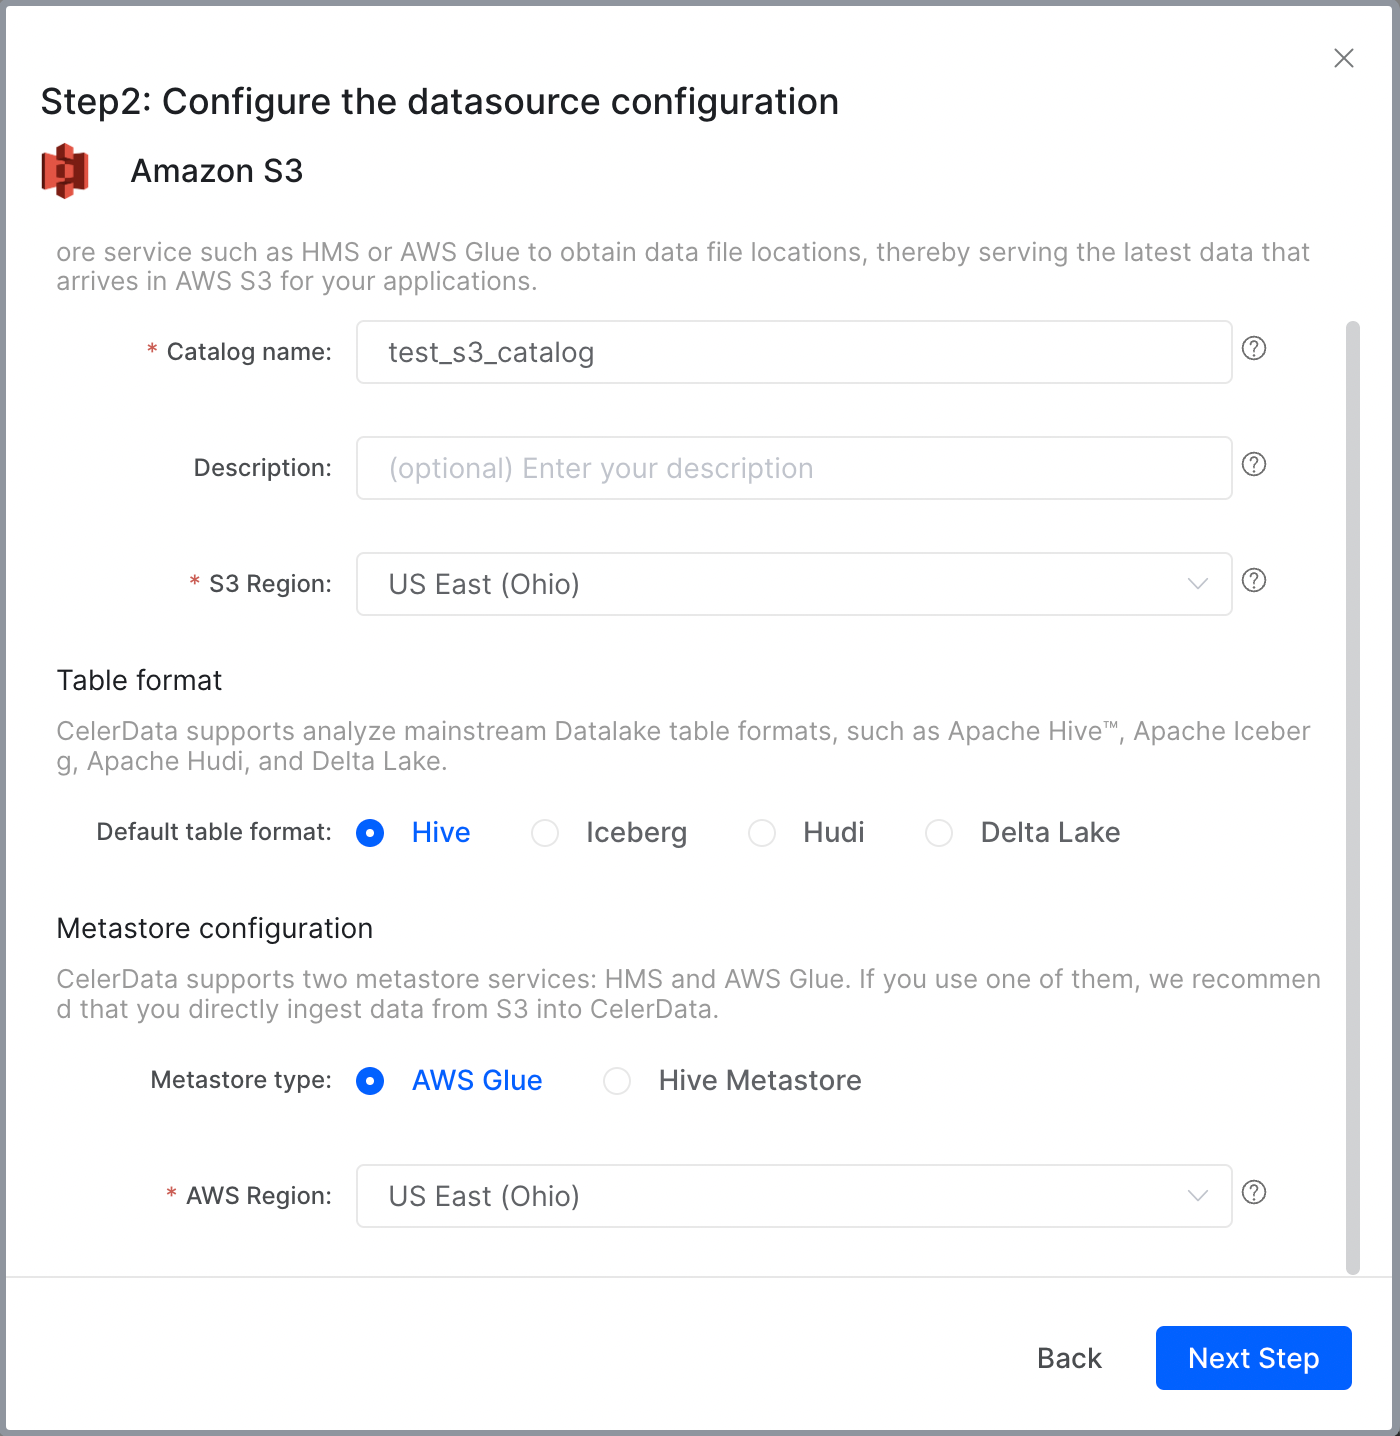 Step2: Configure the datasource configuration
Amazon S3
ore service such as HMS or AWS Glue to obtain data file locations, thereby serving the latest data that
arrives in AWS S3 for your applications.
* Catalog name: test_s3_catalog
Description: (optional) Enter your description
* S3 Region: US East (Ohio)
Table format
CelerData supports analyze mainstream Datalake table formats, such as Apache Hive™, Apache Iceber
g, Apache Hudi, and Delta Lake.
Default table format: Hive Iceberg Hudi Delta Lake
Metastore configuration
CelerData supports two metastore services: HMS and AWS Glue. If you use one of them, we recommen
d that you directly ingest data from S3 into CelerData.
Metastore type: AWS Glue Hive Metastore
* AWS Region: US East (Ohio)
Back Next Step